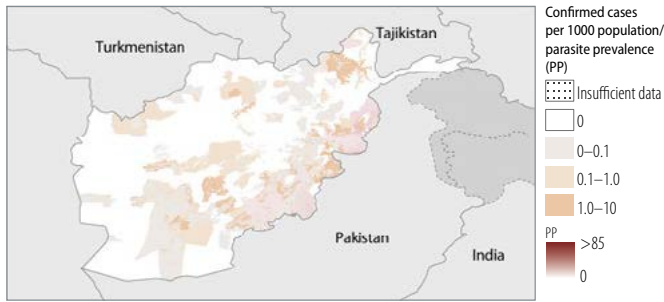 Turkmenistan
Tajikistan
Pakistan
India
Confirmed cases
per 1000 population/
parasite prevalence
(PP)
Insufficient data
0
0–0.1
0.1–1.0
1.0–10
PP
>85
0